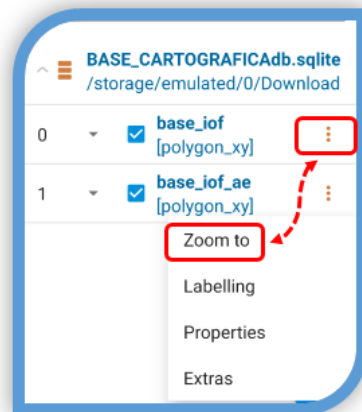 BASE_CARTOGRAFICAdb.sqlite
/storage/emulated/0/Download
0 base_iof
[polygon_xy]
1 base_iof_ae
[polygon_xy]
Zoom to
Labelling
Properties
Extras